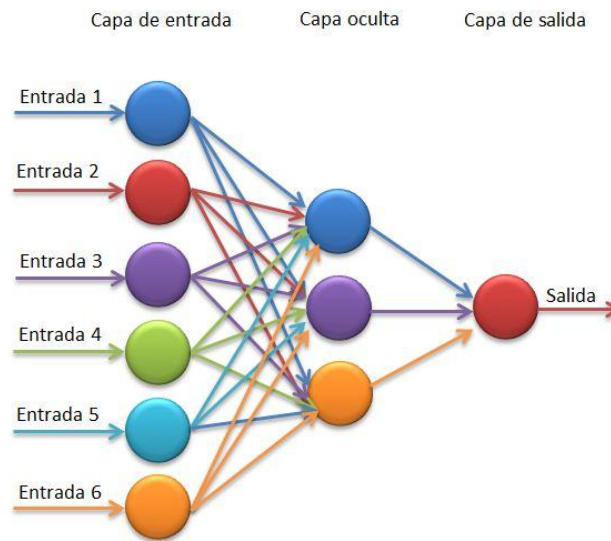 Capa de entrada
Capa oculta
Capa de salida
Entrada 1
Entrada 2
Entrada 3
Entrada 4
Entrada 5
Entrada 6
Salida